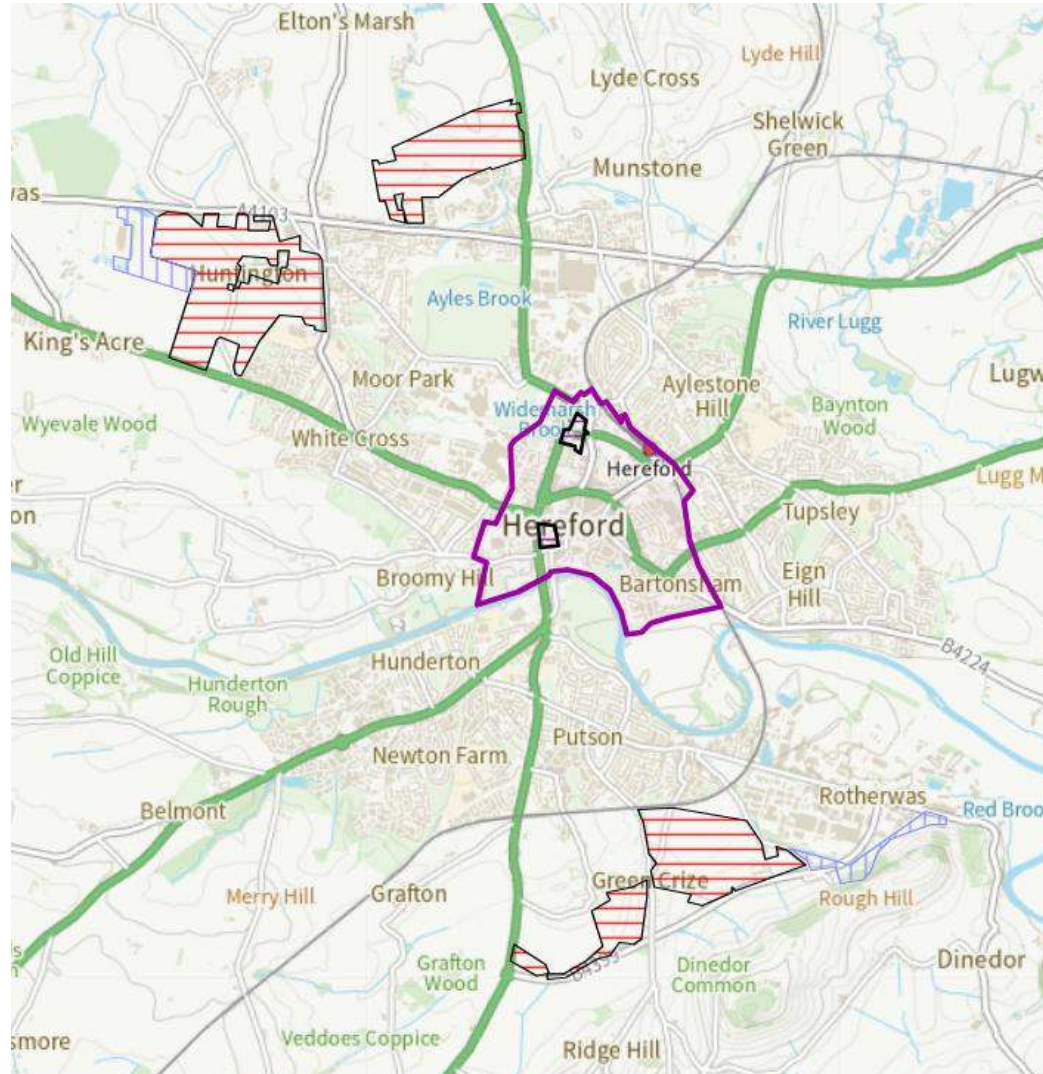 Elton's Marsh
Lyde Hill
Lyde Cross
Shelwick
Green
Munstone
was
A4103
Huntington
Ayles Brook
River Lugg
King's Acre
Moor Park
Aylestone
Hill
Lugw
Wyevale Wood
Widemarsh
Brook
Baynton
Wood
White Cross
Hereford
Lugg M
r
on
Hereford
Tupsley
Broomy Hill
Bartonsham
Eign
Hill
Old Hill
Coppice
Hunderton
B4224
Hunderton
Rough
Newton Farm
Putson
Belmont
Rotherwas
Red Broo
Merry Hill
Grafton
Green Crize
Rough Hill
s
n
Grafton
Wood
B4399
Dinedor
Common
Dinedor
smore
Veddoes Coppice
Ridge Hill